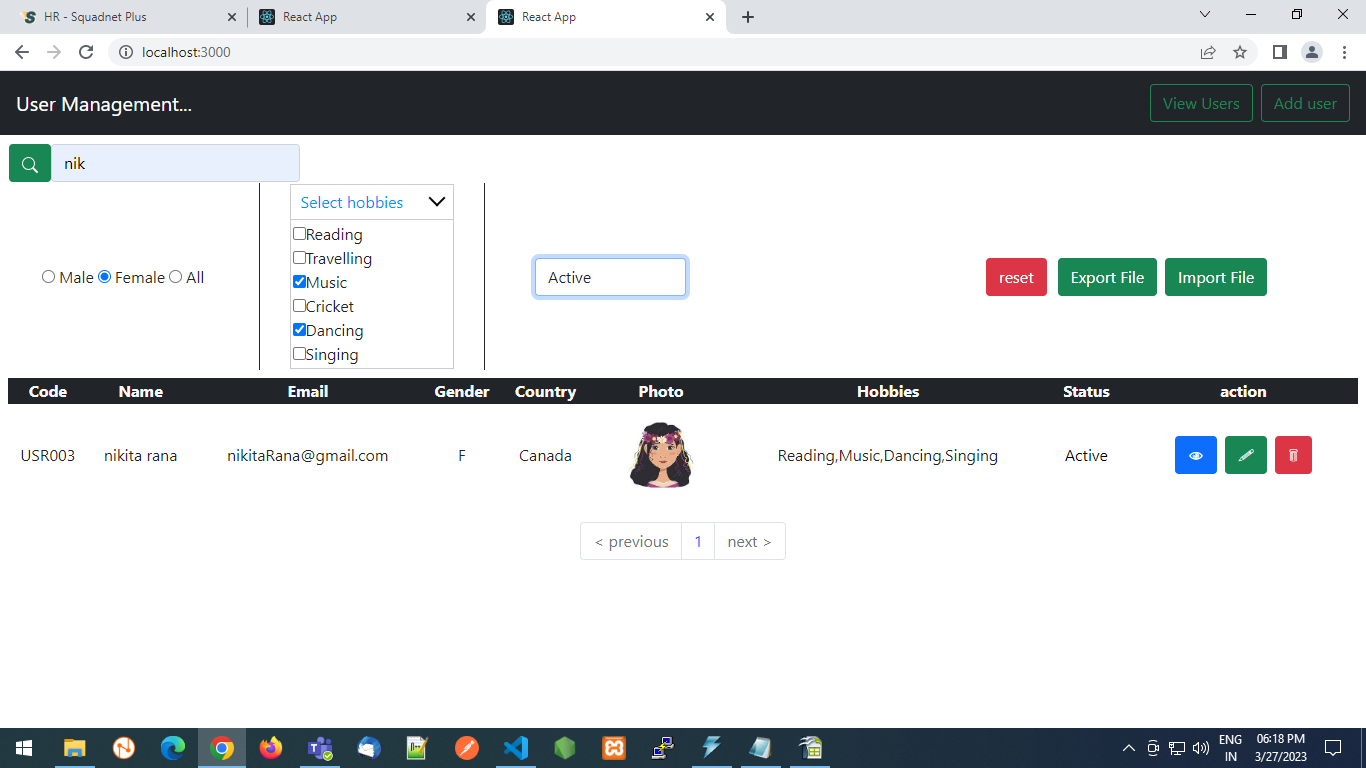 HR - Squadnet Plus React App React App
localhost:3000
User Management... View Users Add user
nik
Select hobbies
Reading
Travelling
Male Female All Music Active reset Export File Import File
Cricket
Dancing
Singing
Code Name Email Gender Country Photo Hobbies Status action
USR003 nikita rana nikitaRana@gmail.com F Canada Reading,Music,Dancing,Singing Active
< previous 1 next >
ENG 06:18 PM
IN 3/27/2023